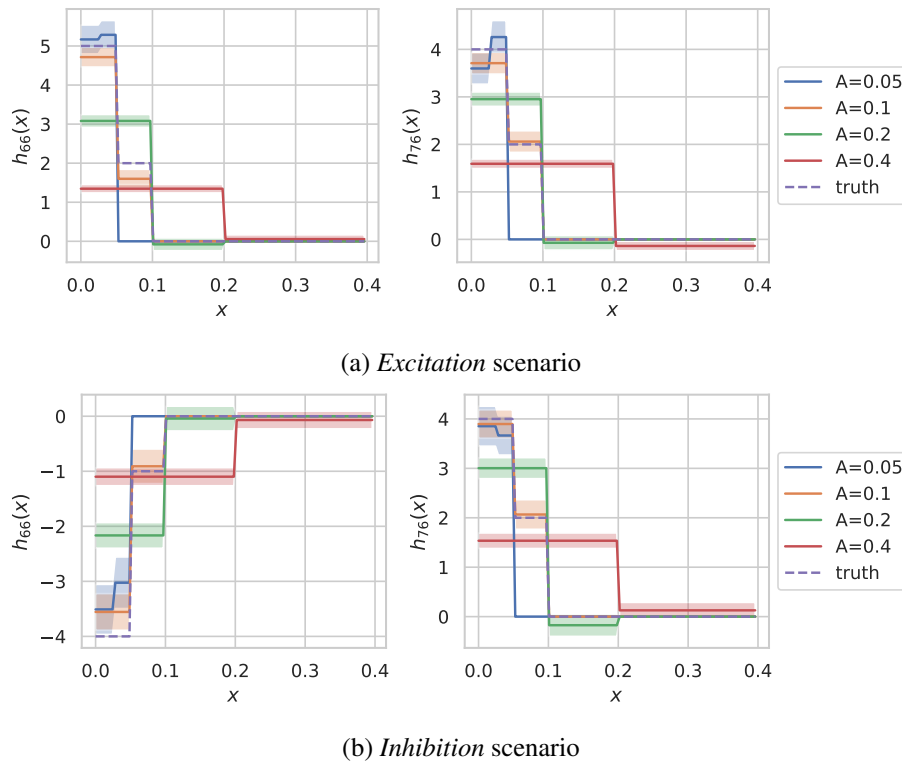 5
4
3
2
1
0
h₆₆(x)
0.0 0.1 0.2 0.3 0.4
x
4
3
2
1
0
h₇₆(x)
0.0 0.1 0.2 0.3 0.4
x
A=0.05
A=0.1
A=0.2
A=0.4
truth
(a) Excitation scenario
0
−1
−2
−3
−4
h₆₆(x)
0.0 0.1 0.2 0.3 0.4
x
4
3
2
1
0
h₇₆(x)
0.0 0.1 0.2 0.3 0.4
x
A=0.05
A=0.1
A=0.2
A=0.4
truth
(b) Inhibition scenario